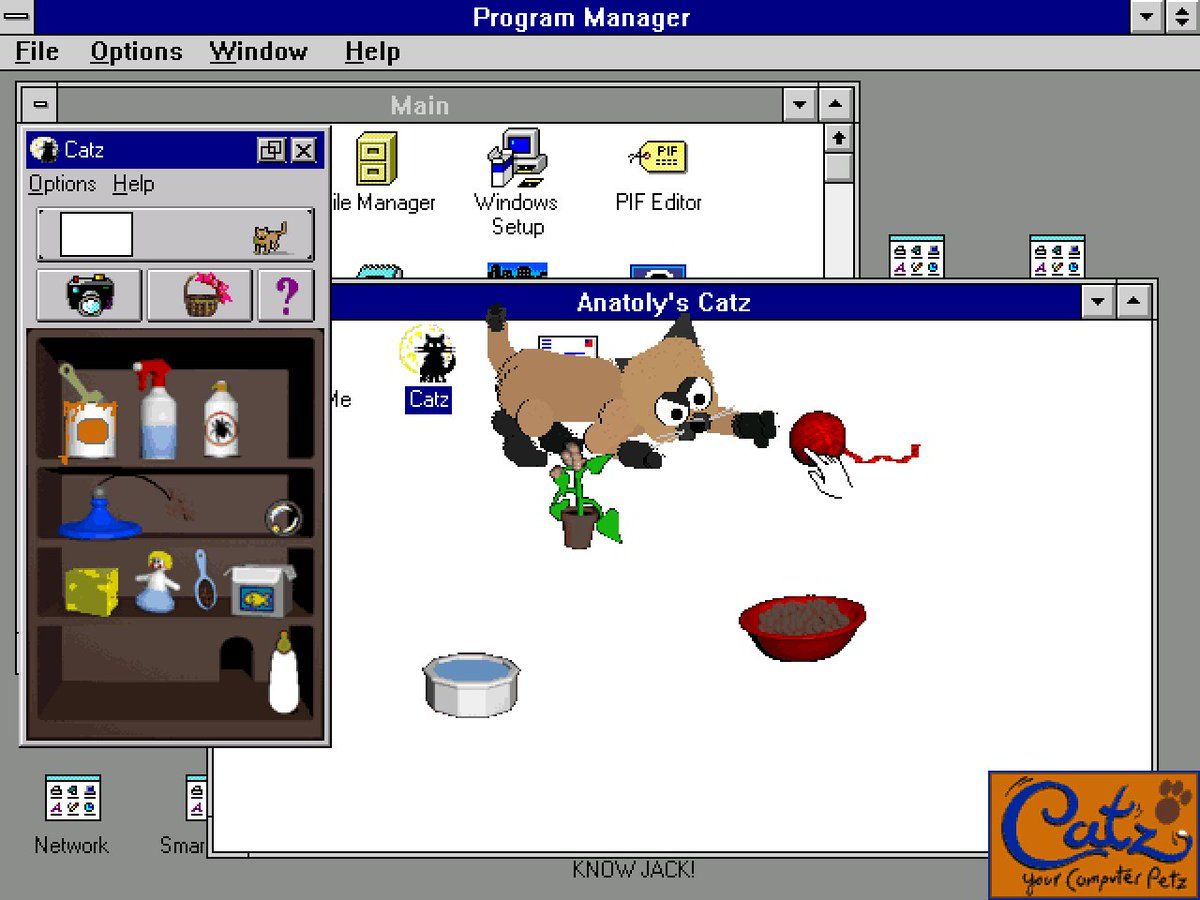 Program Manager
File Options Window Help
Main
Catz
Options Help
ile Manager
Windows
Setup
PIF Editor
PIF
?
Anatoly's Catz
Me
Catz
Network
Smar
KNOW JACK!
Catz
your Computer Petz